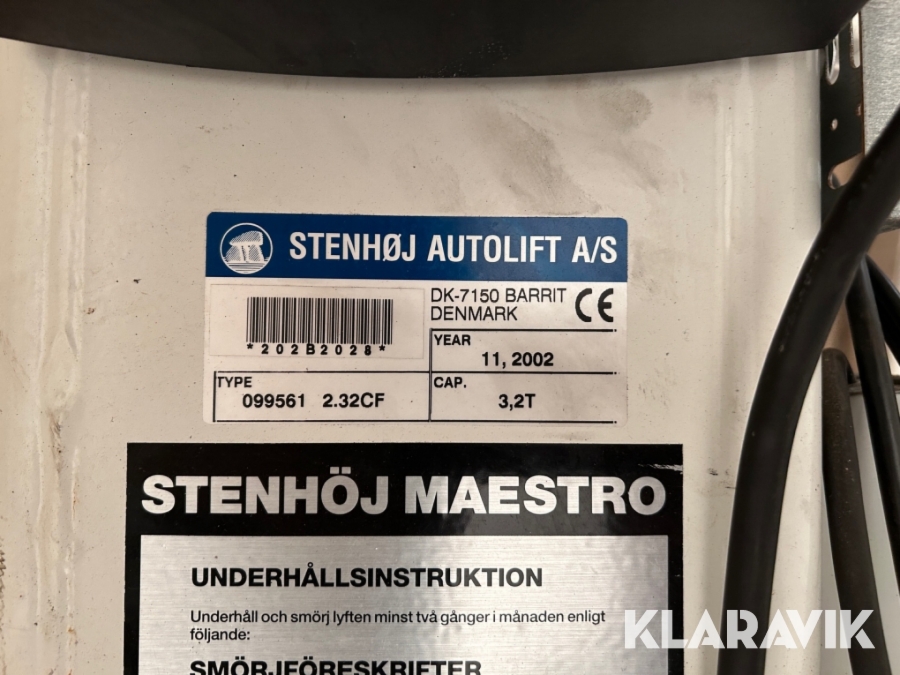 STENHØJ AUTOLIFT A/S
DK-7150 BARRIT
DENMARK
CE
*202B2028*
YEAR
11, 2002
TYPE
099561 2.32CF
CAP.
3,2T
STENHÖJ MAESTRO
UNDERHÅLLSINSTRUKTION
Underhåll och smörj lyften minst två gånger i månaden enligt
följande:
SMÖRJFÖRESKRIFTER
KLARAVIK